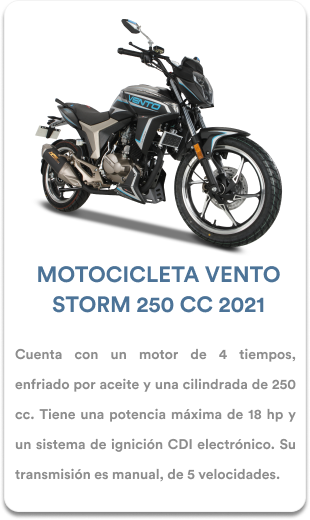 VENTO
MOTOCICLETA VENTO
STORM 250 CC 2021
Cuenta con un motor de 4 tiempos,
enfriado por aceite y una cilindrada de 250
cc. Tiene una potencia máxima de 18 hp y
un sistema de ignición CDI electrónico. Su
transmisión es manual, de 5 velocidades.